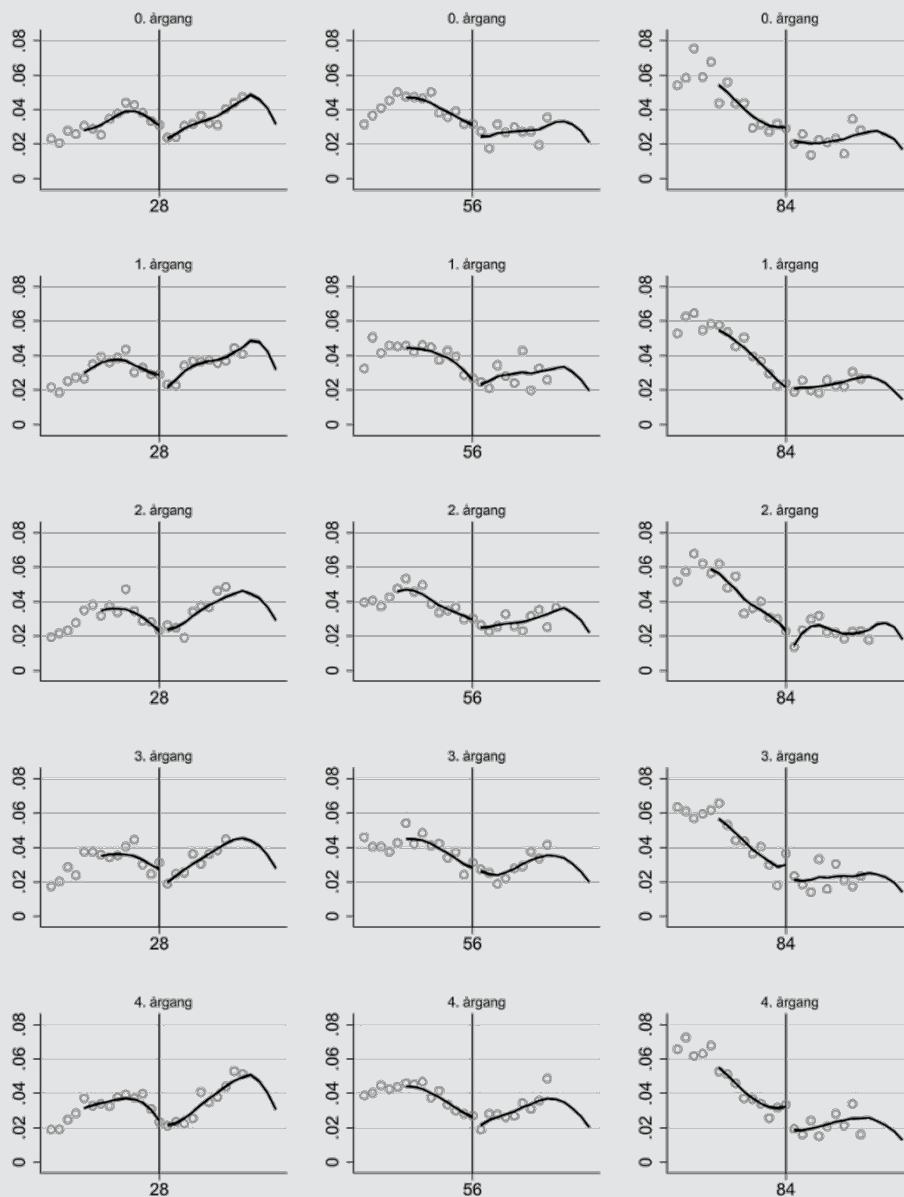 0. årgang 0. årgang 0. årgang
.08 .08 .08
.06 .06 .06
.04 .04 .04
.02 .02 .02
0 0 0
28 56 84
1. årgang 1. årgang 1. årgang
.08 .08 .08
.06 .06 .06
.04 .04 .04
.02 .02 .02
0 0 0
28 56 84
2. årgang 2. årgang 2. årgang
.08 .08 .08
.06 .06 .06
.04 .04 .04
.02 .02 .02
0 0 0
28 56 84
3. årgang 3. årgang 3. årgang
.08 .08 .08
.06 .06 .06
.04 .04 .04
.02 .02 .02
0 0 0
28 56 84
4. årgang 4. årgang 4. årgang
.08 .08 .08
.06 .06 .06
.04 .04 .04
.02 .02 .02
0 0 0
28 56 84